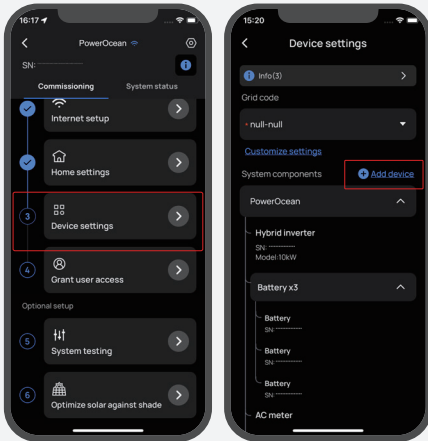 16:17
PowerOcean
SN:
Commissioning
System status
Internet setup
Home settings
3
Device settings
4
Grant user access
Optional setup
5
System testing
6
Optimize solar against shade
15:20
Device settings
Info(3)
Grid code
* null-null
Customize settings
System components
Add device
PowerOcean
Hybrid inverter
SN:
Model:10kW
Battery x3
Battery
SN:
Battery
SN:
Battery
SN:
AC meter